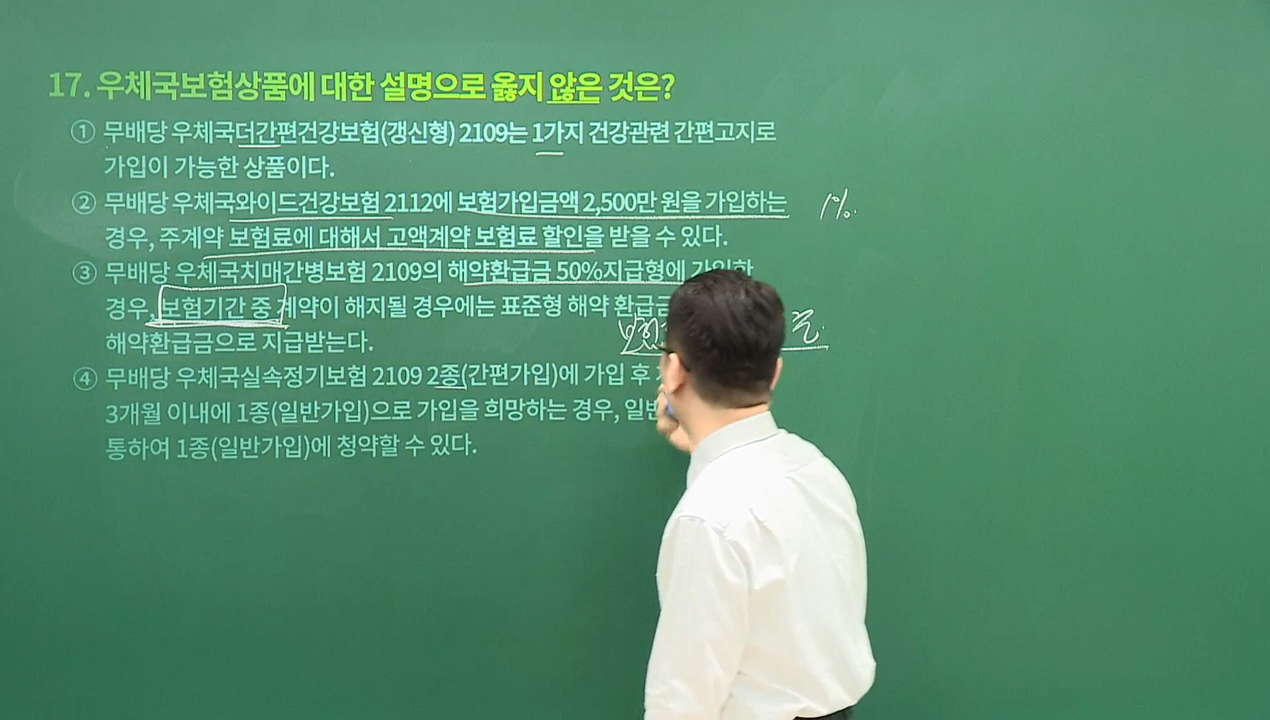 17. 우체국보험상품에 대한 설명으로 옳지 않은 것은?
① 무배당 우체국더간편건강보험(갱신형) 2109는 1가지 건강관련 간편고지로
가입이 가능한 상품이다.
② 무배당 우체국와이드건강보험 2112에 보험가입금액 2,500만 원을 가입하는 1%.
경우, 주계약 보험료에 대해서 고액계약 보험료 할인을 받을 수 있다.
③ 무배당 우체국치매간병보험 2109의 해약환급금 50%지급형에 가입한
경우, 보험기간 중 계약이 해지될 경우에는 표준형 해약 환급금
해약환급금으로 지급받는다.
④ 무배당 우체국실속정기보험 2109 2종(간편가입)에 가입 후
3개월 이내에 1종(일반가입)으로 가입을 희망하는 경우,
통하여 1종(일반가입)에 청약할 수 있다.